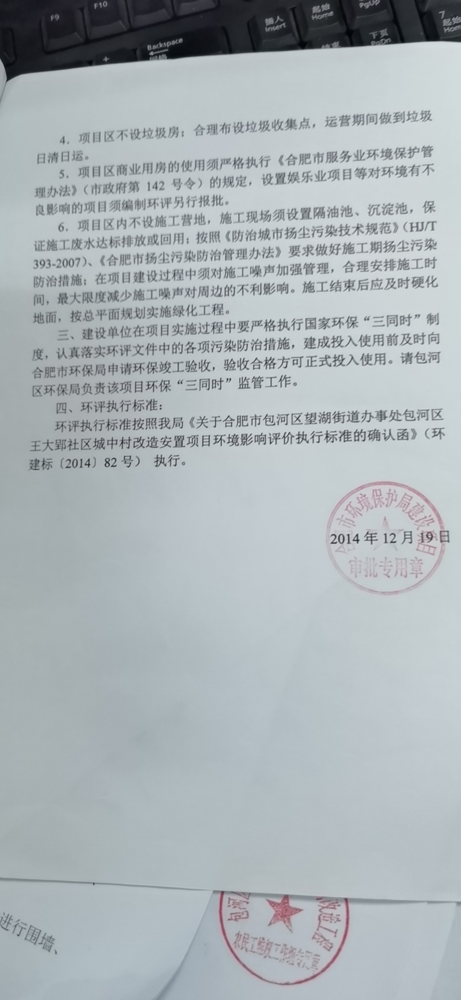 F9
F10
插入
Insert
起始
Home
PgUp
7
起始
Home
Backspace
+
下页
PgDn
4．项目区不设垃圾房；合理布设垃圾收集点，运营期间做到垃圾
日清日运。
5．项目区商业用房的使用须严格执行《合肥市服务业环境保护管
理办法》（市政府第 142 号令）的规定，设置娱乐业项目等对环境有不
良影响的项目须编制环评另行报批。
6．项目区内不设施工营地，施工现场须设置隔油池、沉淀池，保
证施工废水达标排放或回用；按照《防治城市扬尘污染技术规范》（HJ/T
393-2007）、《合肥市扬尘污染防治管理办法》要求做好施工期扬尘污染
防治措施；在项目建设过程中须对施工噪声加强管理，合理安排施工时
间，最大限度减少施工噪声对周边的不利影响。施工结束后应及时硬化
地面，按总平面规划实施绿化工程。
三、建设单位在项目实施过程中要严格执行国家环保“三同时”制
度，认真落实环评文件中的各项污染防治措施，建成投入使用前及时向
合肥市环保局申请环保竣工验收，验收合格方可正式投入使用。请包河
区环保局负责该项目环保“三同时”监管工作。
四、环评执行标准：
环评执行标准按照我局《关于合肥市包河区望湖街道办事处包河区
王大郢社区城中村改造安置项目环境影响评价执行标准的确认函》（环
建标〔2014〕82 号） 执行。
合肥市环境保护局建设项目
2014 年 12 月 19 日
审批专用章
进行围墙、
包河
改造工程
农民工